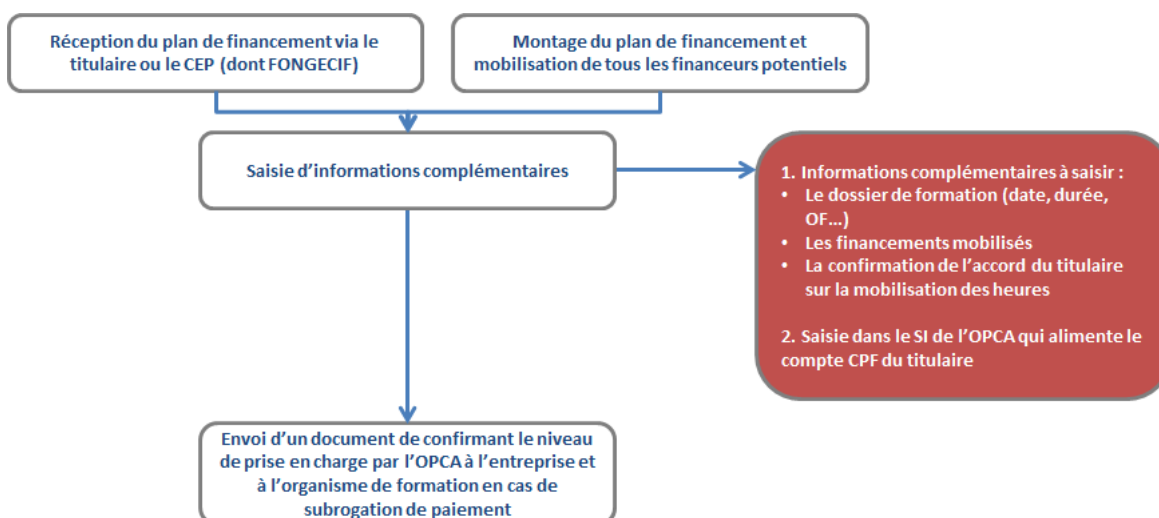 Réception du plan de financement via le
titulaire ou le CEP (dont FONGECIF)
Montage du plan de financement et
mobilisation de tous les financeurs potentiels
Saisie d'informations complémentaires
1. Informations complémentaires à saisir :
• Le dossier de formation (date, durée,
OF...)
• Les financements mobilisés
• La confirmation de l'accord du titulaire
sur la mobilisation des heures
2. Saisie dans le SI de l'OPCA qui alimente le
compte CPF du titulaire
Envoi d'un document de confirmant le niveau
de prise en charge par l'OPCA à l'entreprise et
à l'organisme de formation en cas de
subrogation de paiement